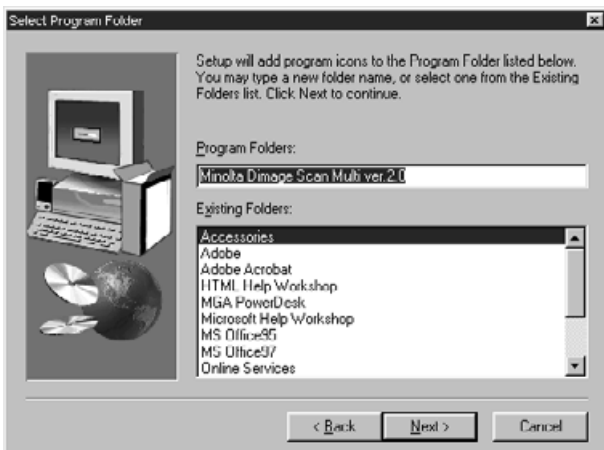 Select Program Folder
Setup will add program icons to the Program Folder listed below.
You may type a new folder name, or select one from the Existing
Folders list. Click Next to continue.
Program Folders:
Minolta Dimage Scan Multi ver.2.0
Existing Folders:
Accessories
Adobe
Adobe Acrobat
HTML Help Workshop
MGA PowerDesk
Microsoft Help Workshop
MS Office95
MS Office97
Online Services
< Back
Next >
Cancel